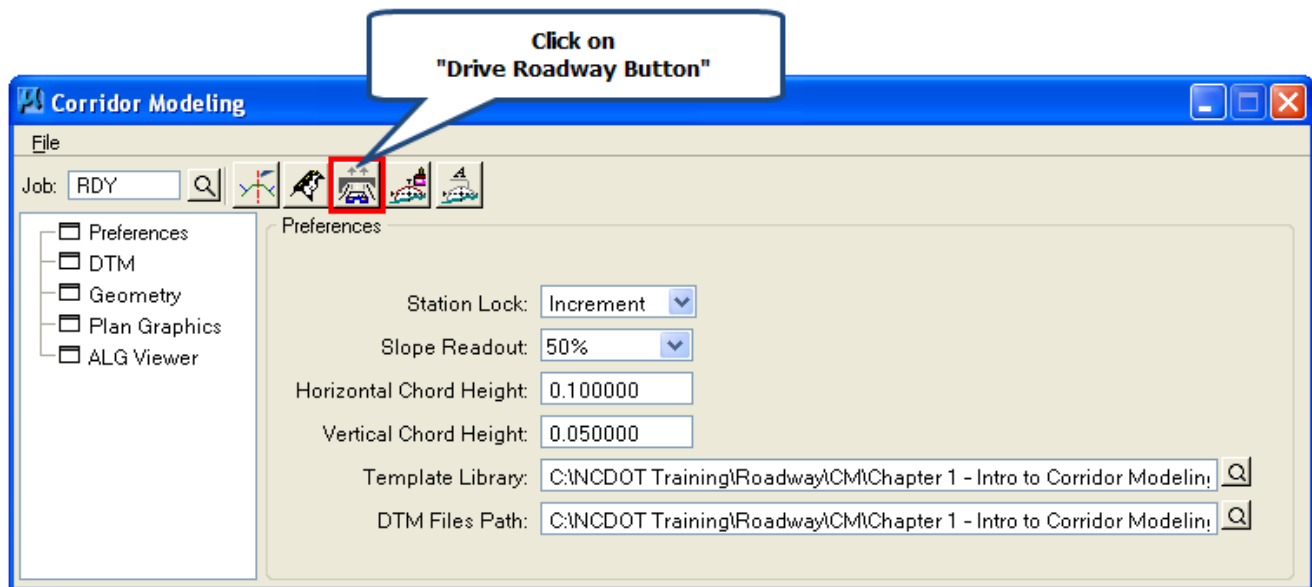 Click on
"Drive Roadway Button"
Corridor Modeling
File
Job: RDY
Preferences
DTM
Geometry
Plan Graphics
ALG Viewer
Preferences
Station Lock: Increment
Slope Readout: 50%
Horizontal Chord Height: 0.100000
Vertical Chord Height: 0.050000
Template Library: C:\NCDOT Training\Roadway\CM\Chapter 1 - Intro to Corridor Modeling
DTM Files Path: C:\NCDOT Training\Roadway\CM\Chapter 1 - Intro to Corridor Modeling